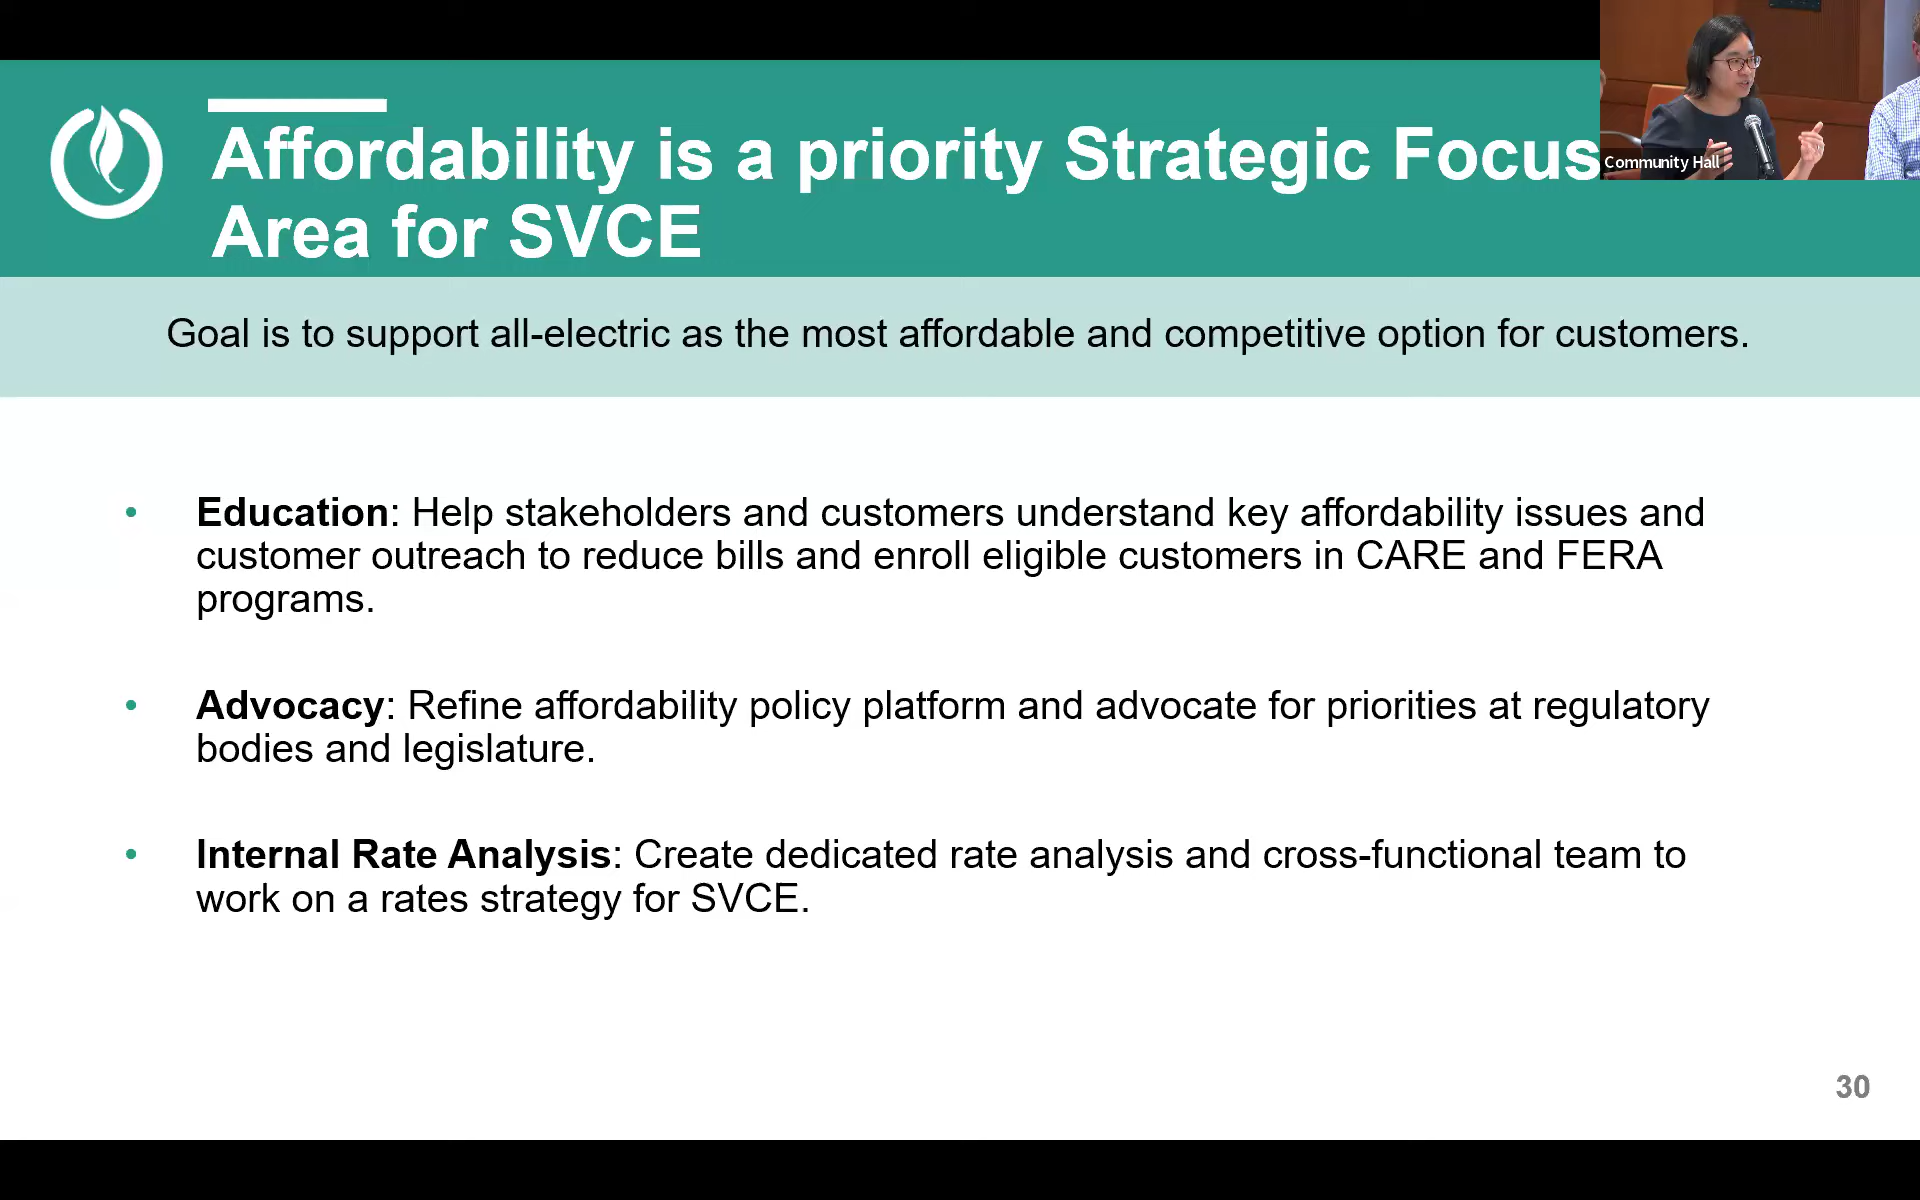 Affordability is a priority Strategic Focus
Area for SVCE
Community Hall
Goal is to support all-electric as the most affordable and competitive option for customers.
• Education: Help stakeholders and customers understand key affordability issues and
customer outreach to reduce bills and enroll eligible customers in CARE and FERA
programs.
• Advocacy: Refine affordability policy platform and advocate for priorities at regulatory
bodies and legislature.
• Internal Rate Analysis: Create dedicated rate analysis and cross-functional team to
work on a rates strategy for SVCE.
30